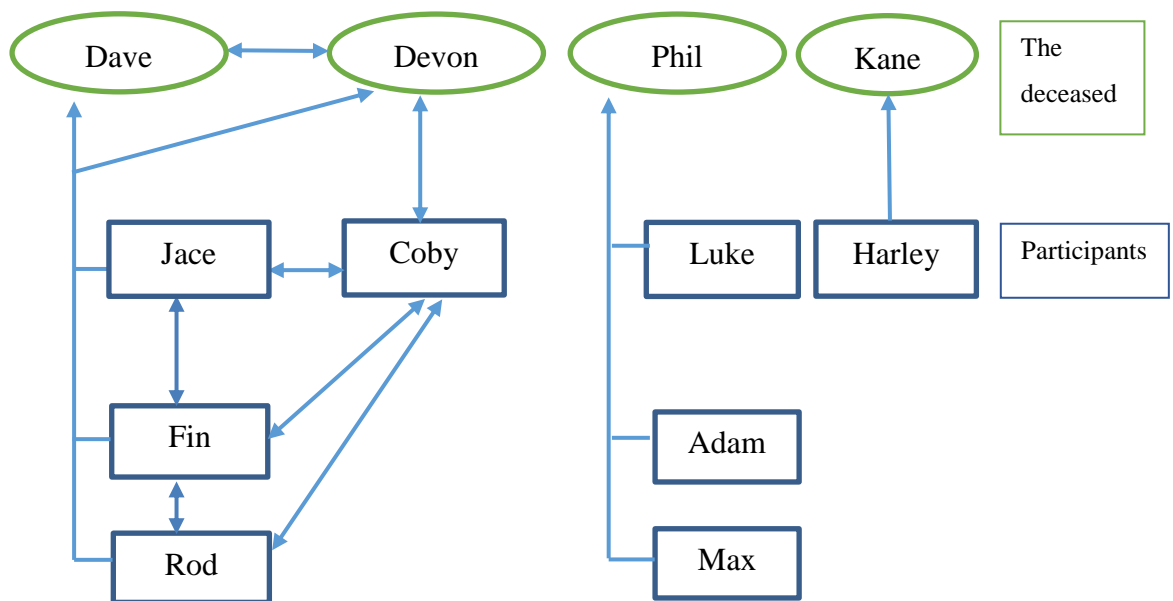 Dave
Devon
Phil
Kane
The
deceased
Jace
Coby
Luke
Harley
Participants
Fin
Adam
Rod
Max